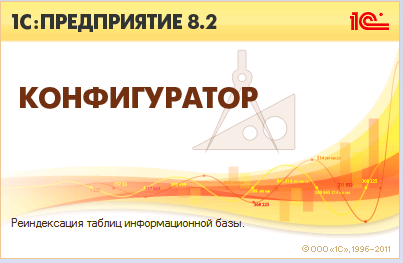 1С:ПРЕДПРИЯТИЕ 8.2
1С
КОНФИГУРАТОР
Реиндексация таблиц информационной базы.
© ООО «1С», 1996–2011